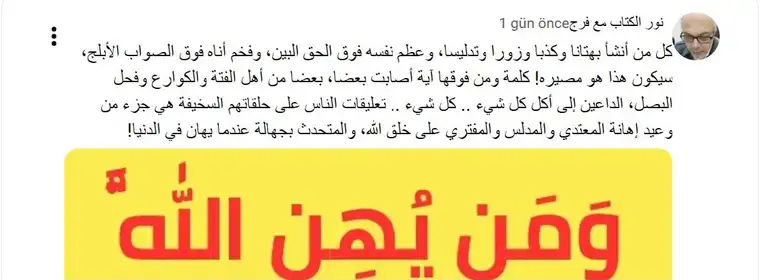 نور الكتاب مع فرج 1 gün önce
كل من أنشأ بهتانا وكذبا وزورا وتدليسا، وعظم نفسه فوق الحق البين، وفخم أناه فوق الصواب الأبلج،
سيكون هذا هو مصيره! كلمة ومن فوقها آية أصابت بعضا، بعضا من أهل الفتة والكوارع وفحل
البصل، الداعين إلى أكل كل شيء .. كل شيء .. تعليقات الناس على حلقاتهم السخيفة هي جزء من
وعيد إهانة المعتدي والمدلس والمفتري على خلق الله، والمتحدث بجهالة عندما يهان في الدنيا!
وَمَن يُهِنِ اللَّهُ